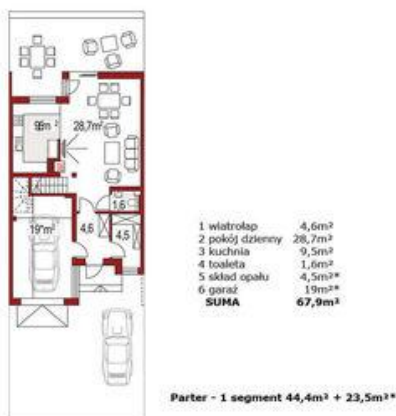 9,5m²
28,7m²
1,6
19*m²
4,6
4,5
1 wiatrołap 4,6m²
2 pokój dzienny 28,7m²
3 kuchnia 9,5m²
4 toaleta 1,6m²
5 skład opału 4,5m²*
6 garaż 19m²*
SUMA 67,9m²
Parter - 1 segment 44,4m² + 23,5m²*